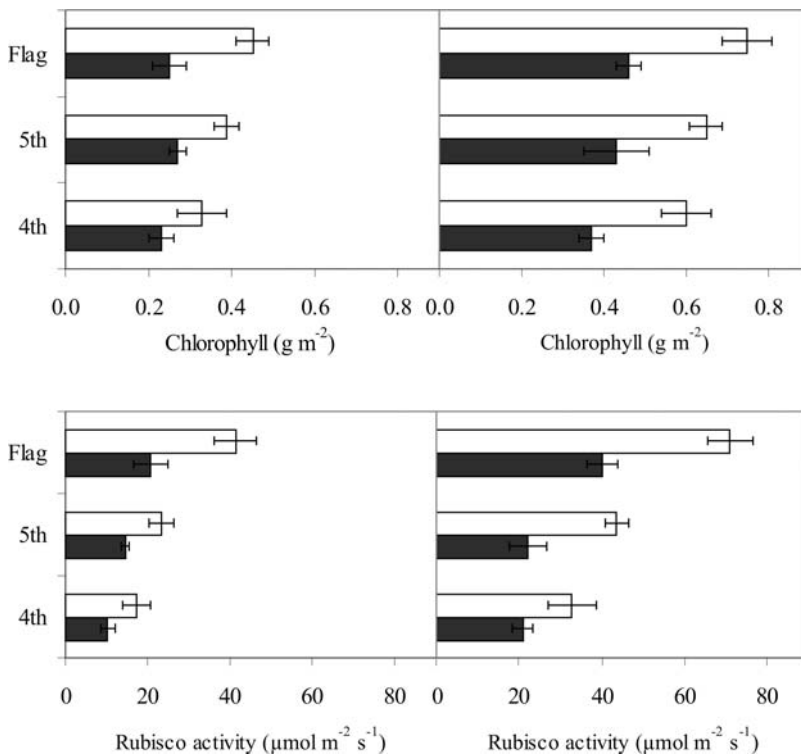 Flag
5th
4th
0.0 0.2 0.4 0.6 0.8 0.0 0.2 0.4 0.6 0.8
Chlorophyll (g m⁻²) Chlorophyll (g m⁻²)
Flag
5th
4th
0 20 40 60 80 0 20 40 60 80
Rubisco activity (µmol m⁻² s⁻¹) Rubisco activity (µmol m⁻² s⁻¹)